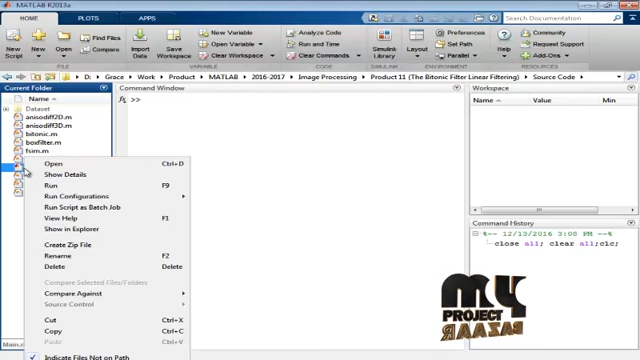 MATLAB R2013a
HOME PLOTS APPS Search Documentation
New Script New Open Find Files Compare Import Data Save Workspace New Variable Open Variable Clear Workspace Analyze Code Run and Time Clear Commands Simulink Library Layout Preferences Set Path Parallel Community Request Support Add-Ons
FILE VARIABLE CODE SIMULINK ENVIRONMENT RESOURCES
D: Grace Work Product MATLAB 2016-2017 Image Processing Product 11 (The Bitonic Filter Linear Filtering) Source Code
Current Folder Command Window Workspace
Name Name Value Min
fx >>
Dataset
anisodiff2D.m
anisodiff3D.m
bitonic.m
boxfilter.m
fsim.m
Open Ctrl+D
Show Details
Run F9
Run Configurations
Run Script as Batch Job
View Help F1
Show in Explorer
Create Zip File
Rename F2
Delete Delete
Compare Selected Files/Folders
Compare Against
Source Control
Cut Ctrl+X
Copy Ctrl+C
Paste Ctrl+V
Indicate Files Not on Path
Command History
%-- 12/13/2016 3:08 PM --%
close all; clear all;clc;
MY
PROJECT
BAZAAR